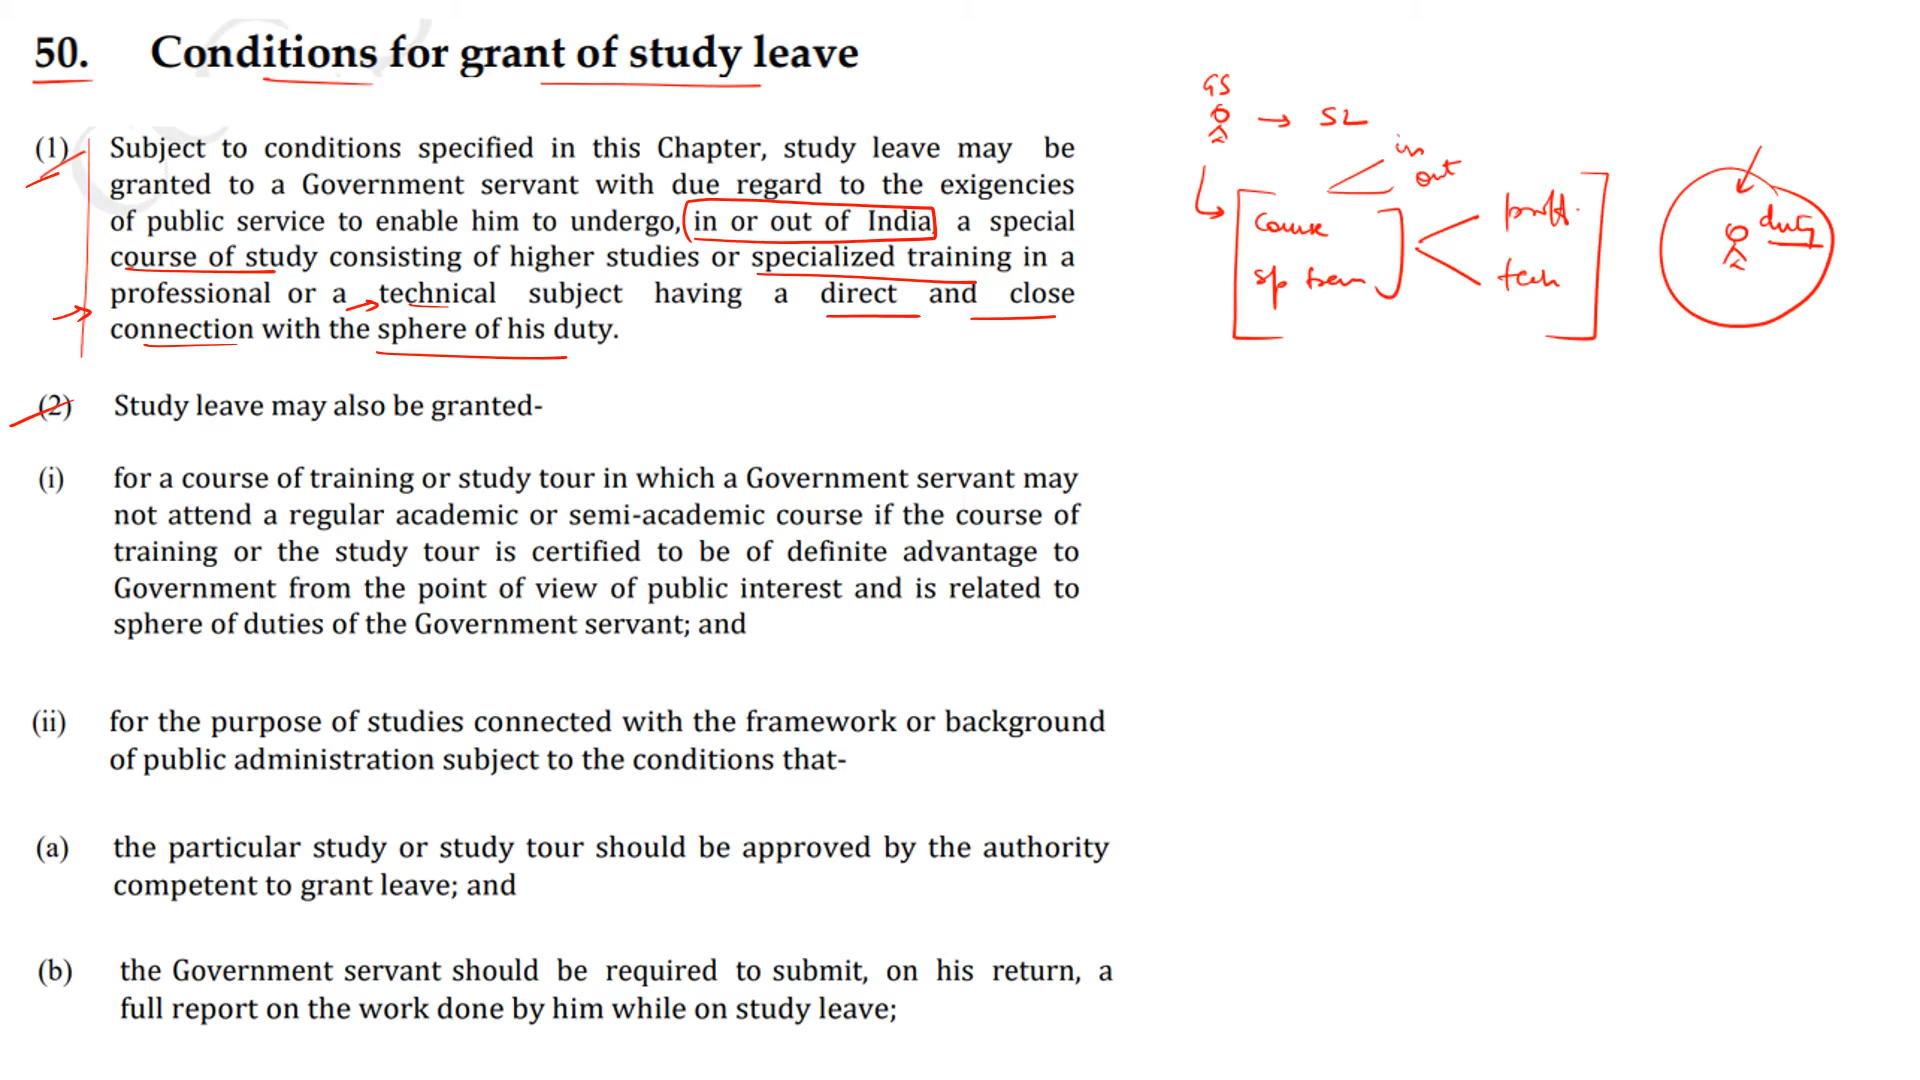 50. Conditions for grant of study leave
(1) Subject to conditions specified in this Chapter, study leave may be
granted to a Government servant with due regard to the exigencies
of public service to enable him to undergo, in or out of India a special
course of study consisting of higher studies or specialized training in a
professional or a technical subject having a direct and close
connection with the sphere of his duty.
(2) Study leave may also be granted-
(i) for a course of training or study tour in which a Government servant may
not attend a regular academic or semi-academic course if the course of
training or the study tour is certified to be of definite advantage to
Government from the point of view of public interest and is related to
sphere of duties of the Government servant; and
(ii) for the purpose of studies connected with the framework or background
of public administration subject to the conditions that-
(a) the particular study or study tour should be approved by the authority
competent to grant leave; and
(b) the Government servant should be required to submit, on his return, a
full report on the work done by him while on study leave;
GS
SL
in
out
course
sp
tech
duty